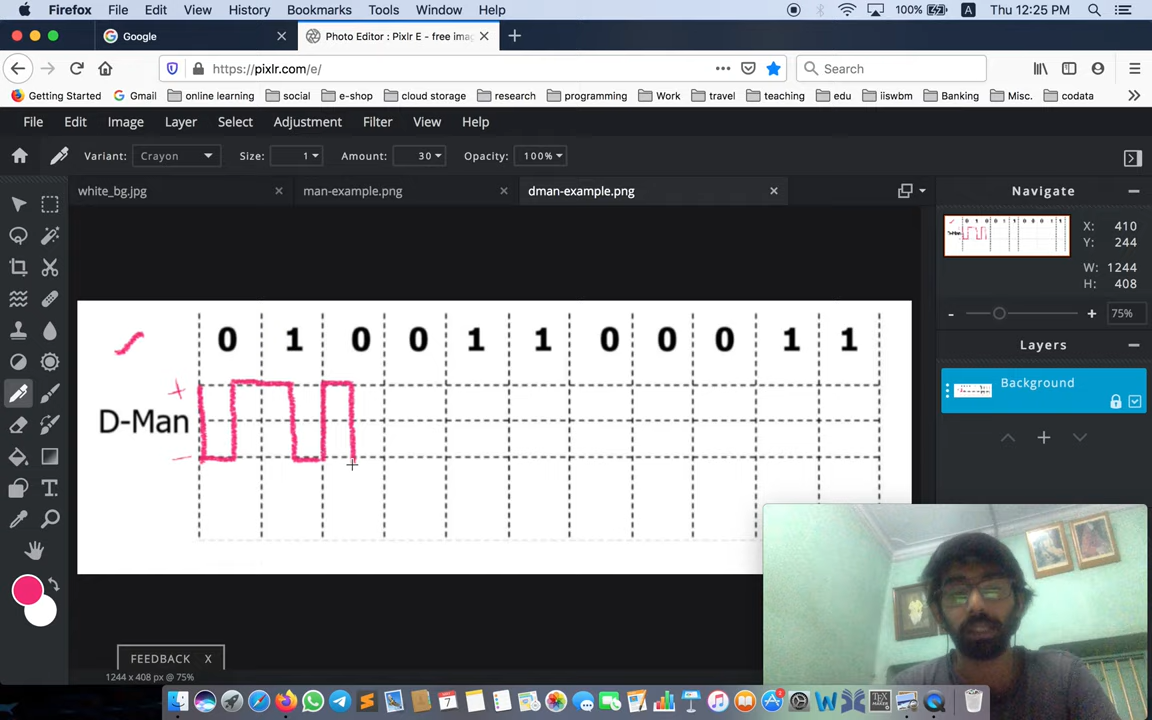 Firefox File Edit View History Bookmarks Tools Window Help 100% A Thu 12:25 PM
Google Photo Editor : Pixlr E - free ima
https://pixlr.com/e/ Search
Getting Started Gmail online learning social e-shop cloud storage research programming Work travel teaching edu iiswbm Banking Misc. codata
File Edit Image Layer Select Adjustment Filter View Help
Variant: Crayon Size: 1 Amount: 30 Opacity: 100%
white_bg.jpg man-example.png dman-example.png Navigate
X: 410
Y: 244
W: 1244
H: 408
- + 75%
Layers
Background
0 1 0 0 1 1 0 0 0 1 1
+
D-Man
-
FEEDBACK X
1244 x 408 px @ 75%